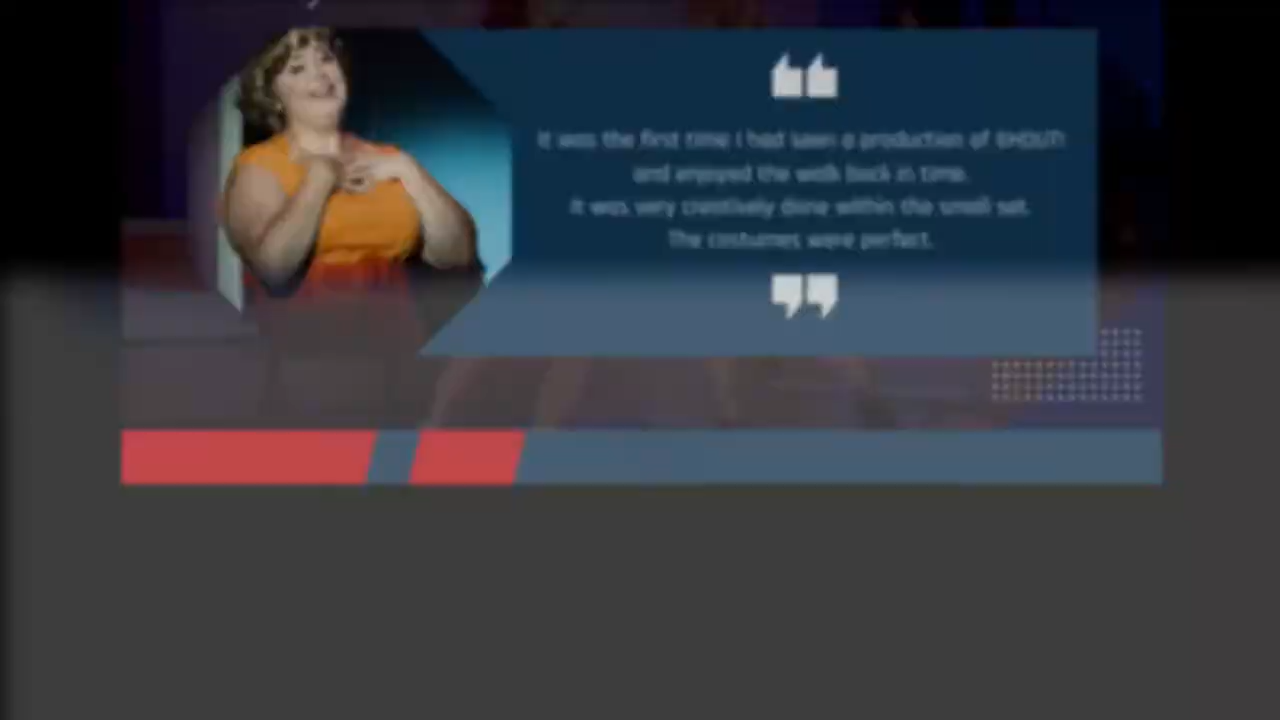 It was the first time I had seen a production of SHOUT!
and enjoyed the walk back in time.
It was very creatively done within the small set.
The costumes were perfect.